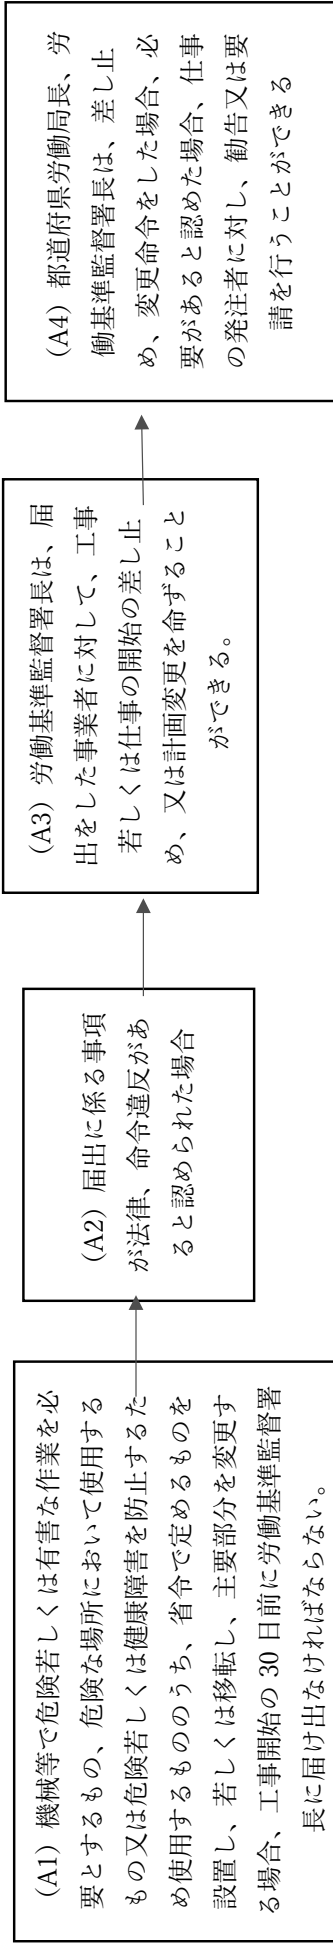 (A1) 機械等で危険若しくは有害な作業を必
要とするもの、危険な場所において使用する
もの又は危険若しくは健康障害を防止するた
め使用するもののうち、省令で定めるものを
設置し、若しくは移転し、主要部分を変更す
る場合、工事開始の 30 日前に労働基準監督署
長に届け出なければならない。
(A2) 届出に係る事項
が法律、命令違反があ
ると認められた場合
(A3) 労働基準監督署長は、届
出をした事業者に対して、工事
若しくは仕事の開始の差し止
め、又は計画変更を命ずること
ができる。
(A4) 都道府県労働局長、労
働基準監督署長は、差し止
め、変更命令をした場合、必
要があると認めた場合、仕事
の発注者に対し、勧告又は要
請を行うことができる